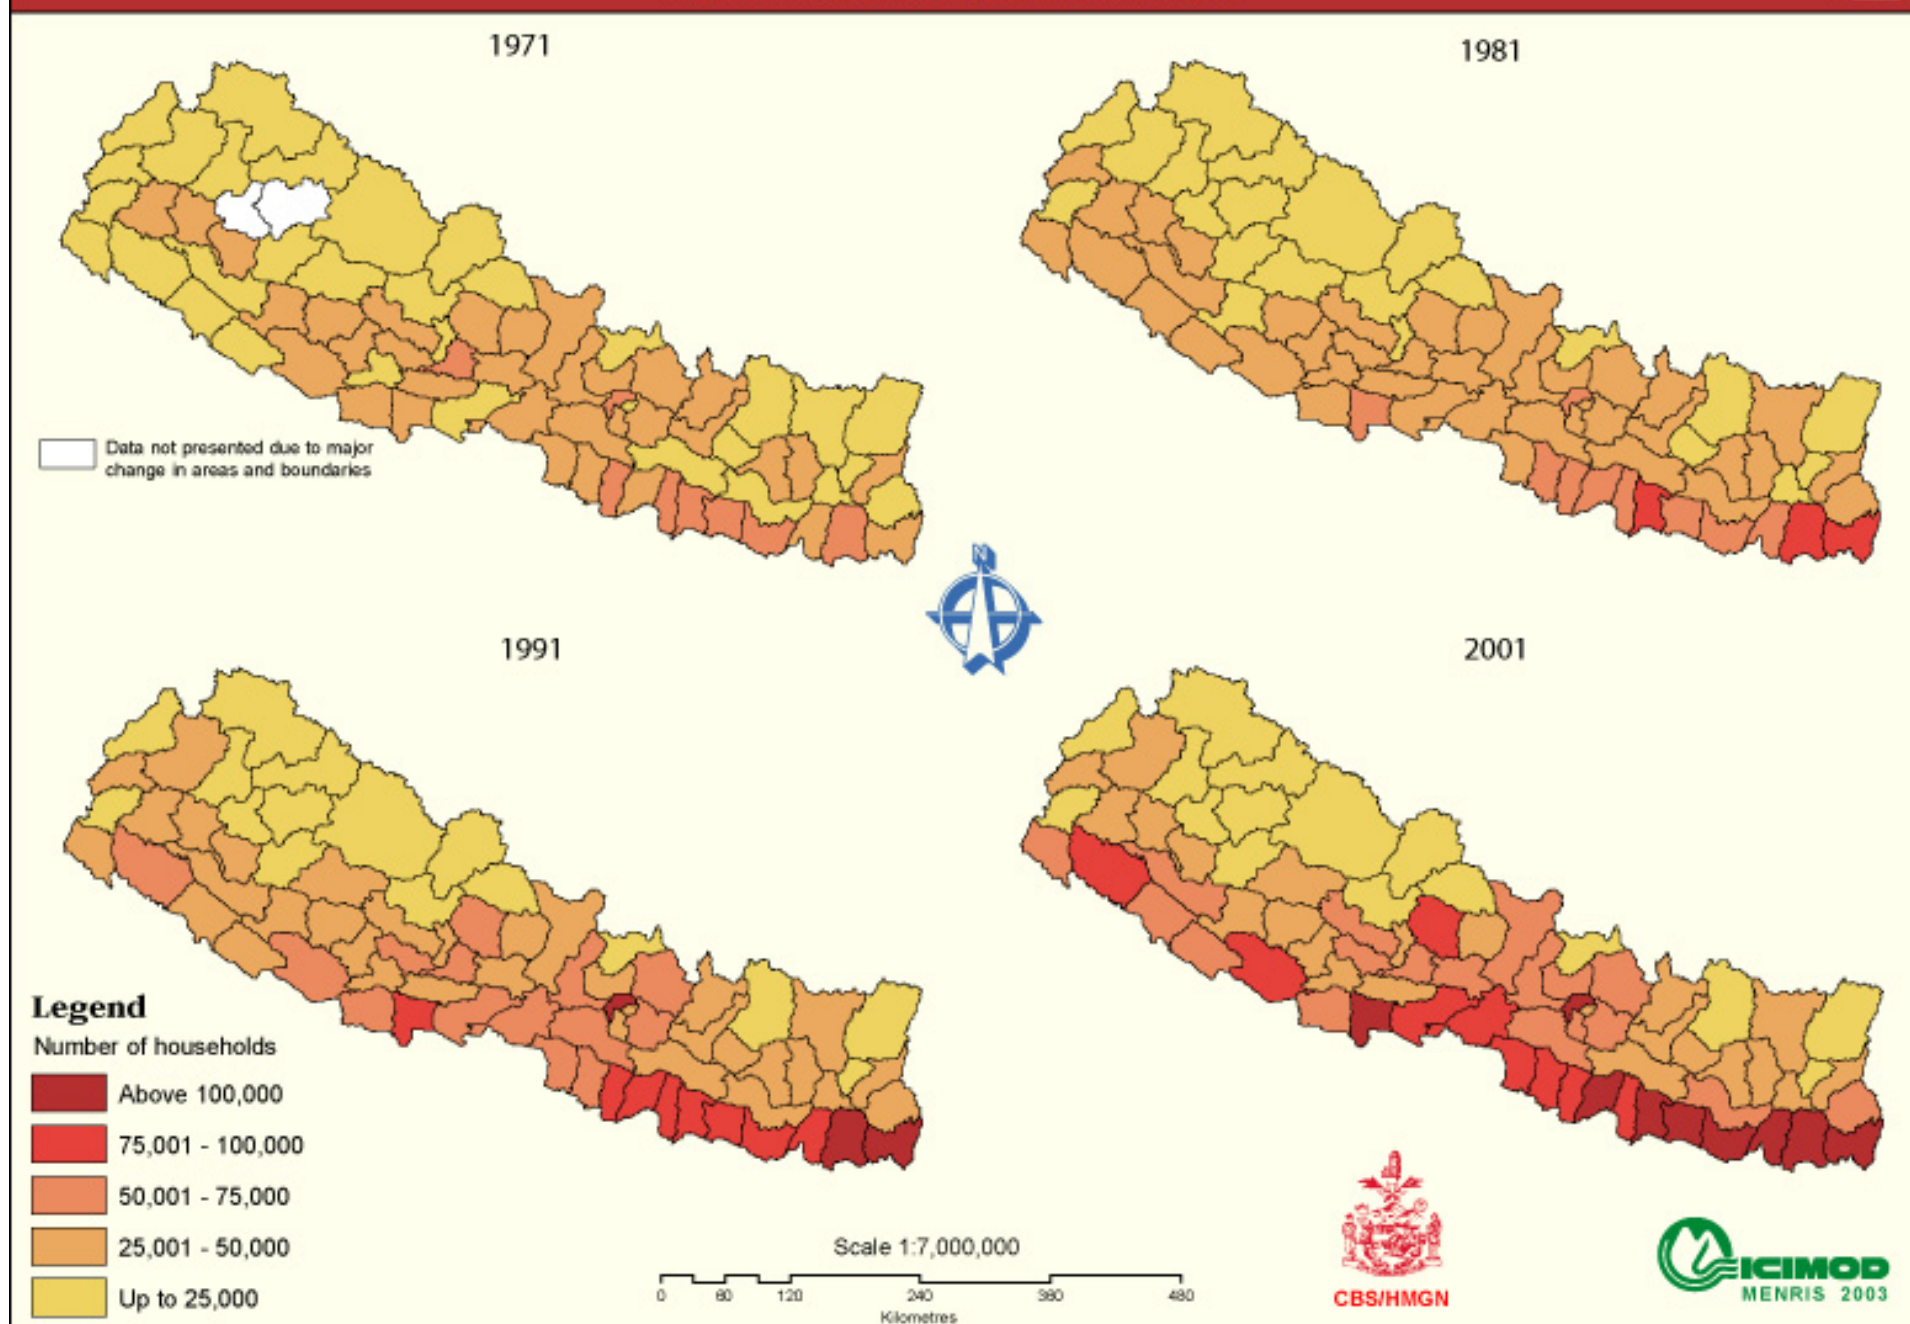 1971
1981
Data not presented due to major
change in areas and boundaries
N
1991
2001
Legend
Number of households
Above 100,000
75,001 - 100,000
50,001 - 75,000
25,001 - 50,000
Up to 25,000
Scale 1:7,000,000
0 60 120 240 360 480
Kilometres
CBS/HMGN
ICIMOD
MENRIS 2003